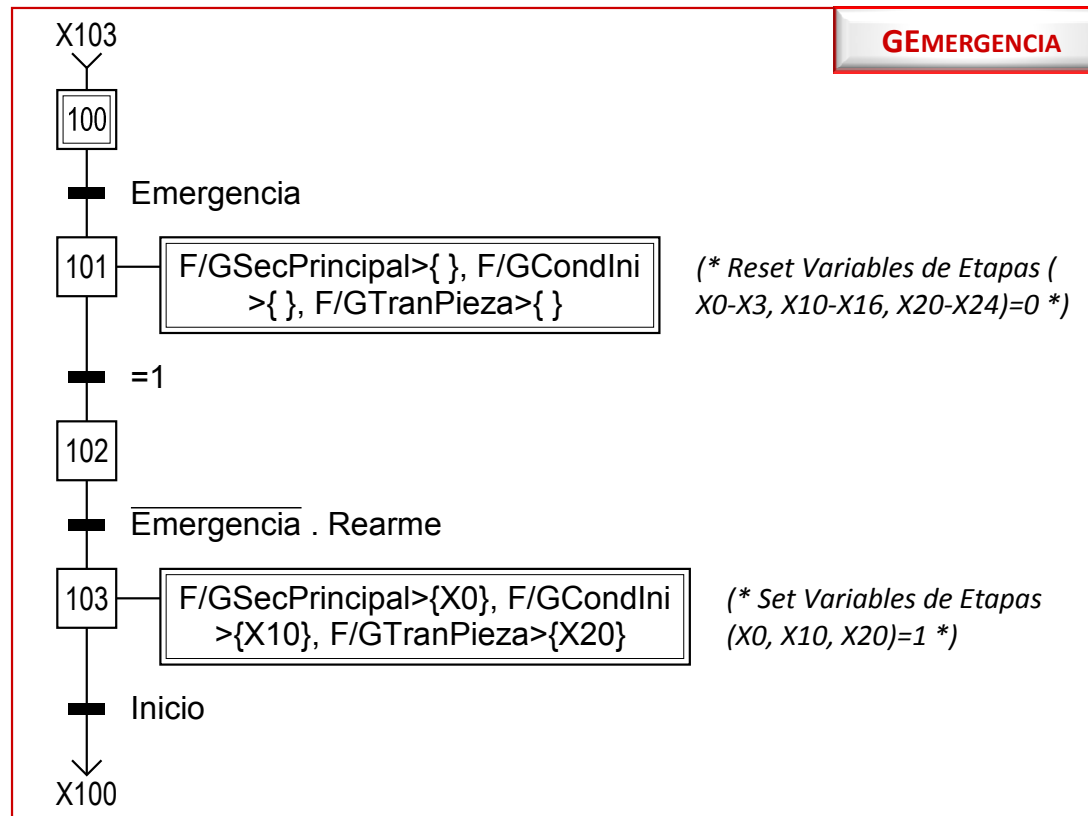 X103
GEMERGENCIA
100
Emergencia
101
F/GSecPrincipal>{ }, F/GCondIni
>{ }, F/GTranPieza>{ }
(* Reset Variables de Etapas (
X0-X3, X10-X16, X20-X24)=0 *)
=1
102
Emergencia . Rearme
103
F/GSecPrincipal>{X0}, F/GCondIni
>{X10}, F/GTranPieza>{X20}
(* Set Variables de Etapas
(X0, X10, X20)=1 *)
Inicio
X100